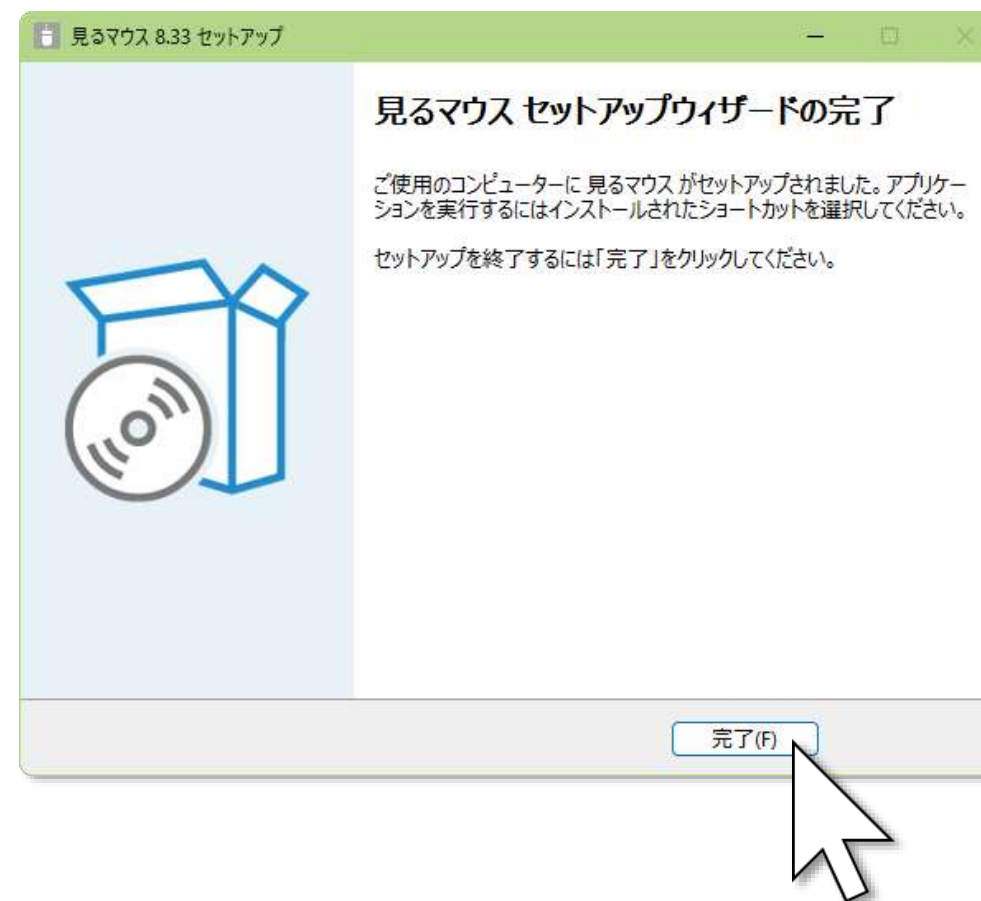 見るマウス 8.33 セットアップ
見るマウス セットアップウィザードの完了
ご使用のコンピューターに 見るマウス がセットアップされました。アプリケー
ションを実行するにはインストールされたショートカットを選択してください。
セットアップを終了するには「完了」をクリックしてください。
完了(F)